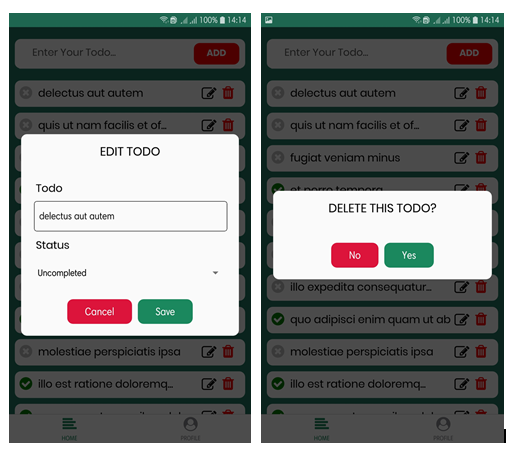 100% 14:14
Enter Your Todo...
ADD
delectus aut autem
quis ut nam facilis et of...
EDIT TODO
Todo
delectus aut autem
Status
Uncompleted
Cancel
Save
molestiae perspiciatis ipsa
illo est ratione doloremq...
HOME
PROFILE
100% 14:14
Enter Your Todo...
ADD
delectus aut autem
quis ut nam facilis et of...
fugiat veniam minus
et porro tempora
DELETE THIS TODO?
No
Yes
illo expedita consequatur...
quo adipisci enim quam ut ab
molestiae perspiciatis ipsa
illo est ratione doloremq...
HOME
PROFILE